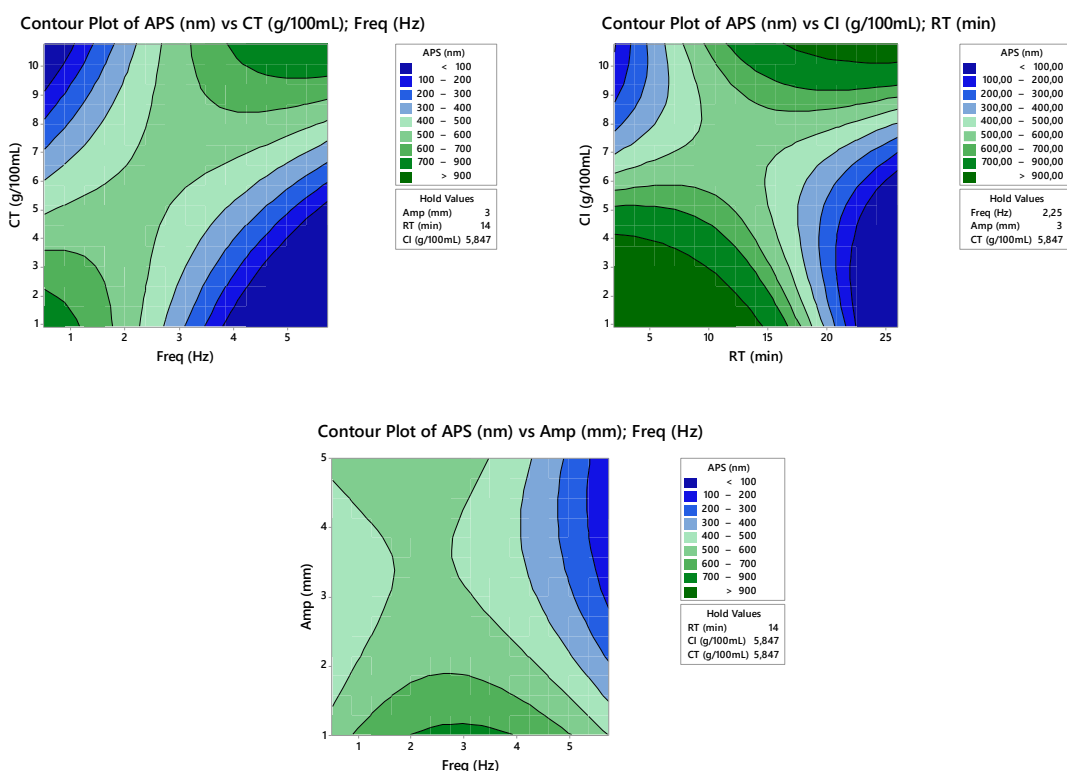 Contour Plot of APS (nm) vs CT (g/100mL); Freq (Hz)
APS (nm)
< 100
100 – 200
200 – 300
300 – 400
400 – 500
500 – 600
600 – 700
700 – 900
> 900
Hold Values
Amp (mm) 3
RT (min) 14
CI (g/100mL) 5,847
CT (g/100mL)
10
9
8
7
6
5
4
3
2
1
1 2 3 4 5
Freq (Hz)
Contour Plot of APS (nm) vs CI (g/100mL); RT (min)
APS (nm)
< 100,00
100,00 – 200,00
200,00 – 300,00
300,00 – 400,00
400,00 – 500,00
500,00 – 600,00
600,00 – 700,00
700,00 – 900,00
> 900,00
Hold Values
Freq (Hz) 2,25
Amp (mm) 3
CT (g/100mL) 5,847
CI (g/100mL)
10
9
8
7
6
5
4
3
2
1
5 10 15 20 25
RT (min)
Contour Plot of APS (nm) vs Amp (mm); Freq (Hz)
APS (nm)
< 100
100 – 200
200 – 300
300 – 400
400 – 500
500 – 600
600 – 700
700 – 900
> 900
Hold Values
RT (min) 14
CI (g/100mL) 5,847
CT (g/100mL) 5,847
Amp (mm)
5
4
3
2
1
1 2 3 4 5
Freq (Hz)